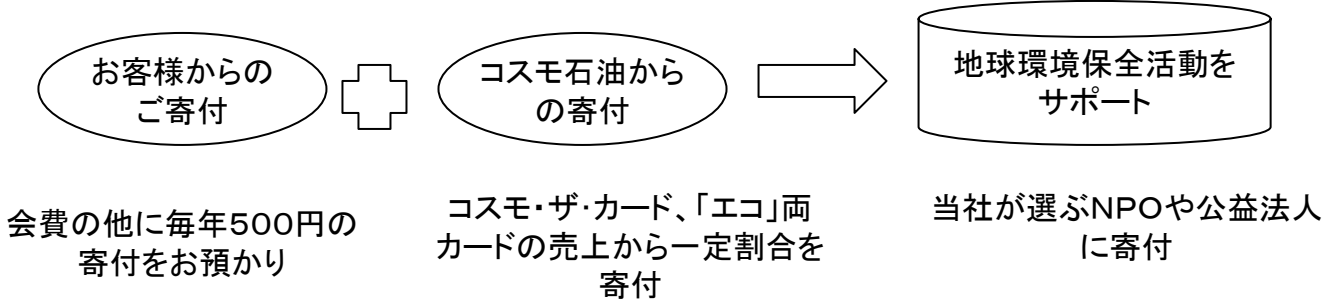 お客様からの
ご寄付
コスモ石油から
の寄付
地球環境保全活動を
サポート
会費の他に毎年500円の
寄付をお預かり
コスモ・ザ・カード、「エコ」両
カードの売上から一定割合を
寄付
当社が選ぶNPOや公益法人
に寄付